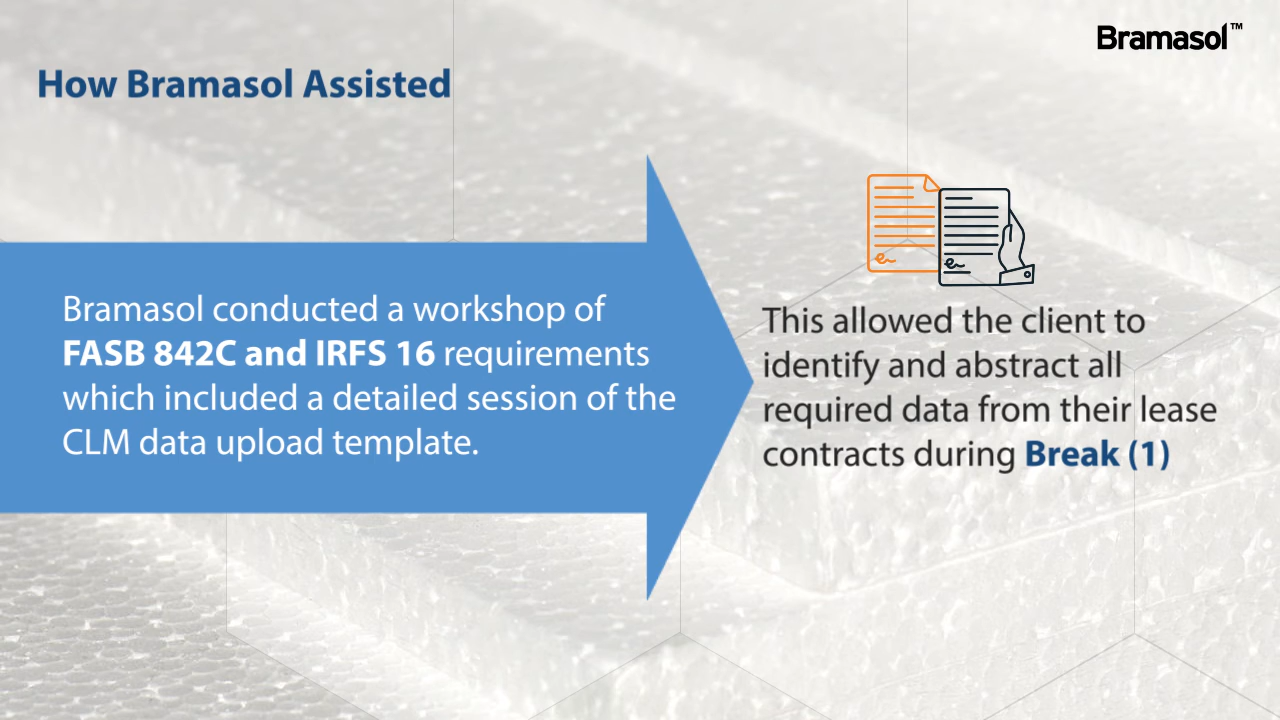 Bramasol™
How Bramasol Assisted
Bramasol conducted a workshop of
FASB 842C and IRFS 16 requirements
which included a detailed session of the
CLM data upload template.
This allowed the client to
identify and abstract all
required data from their lease
contracts during Break (1)